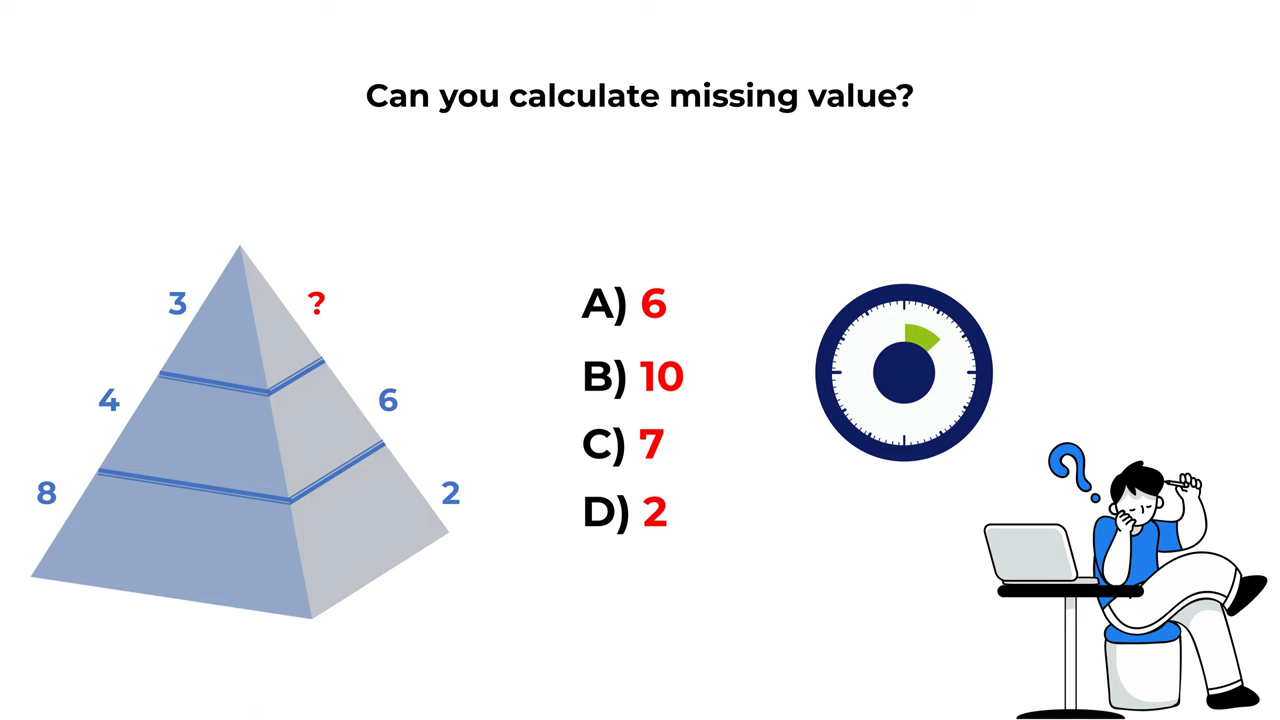 Can you calculate missing value?
3 ?
4 6
8 2
A) 6
B) 10
C) 7
D) 2